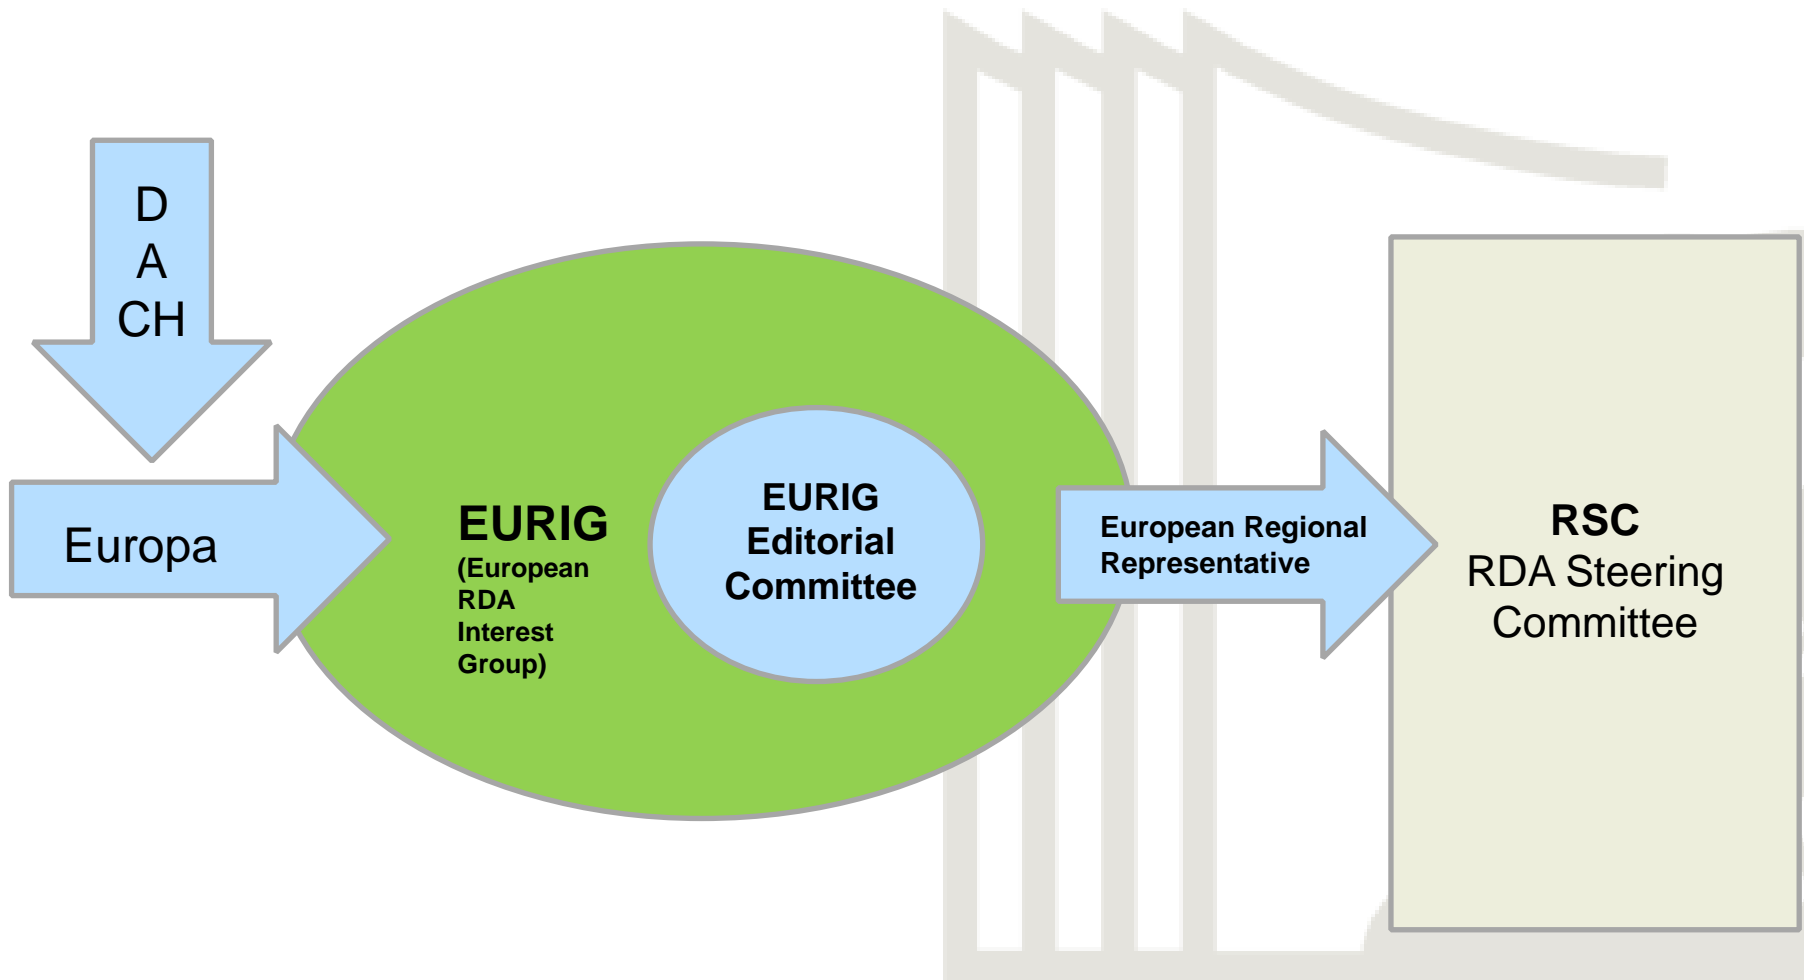 D
A
CH
Europa
EURIG
(European
RDA
Interest
Group)
EURIG
Editorial
Committee
European Regional
Representative
RSC
RDA Steering
Committee